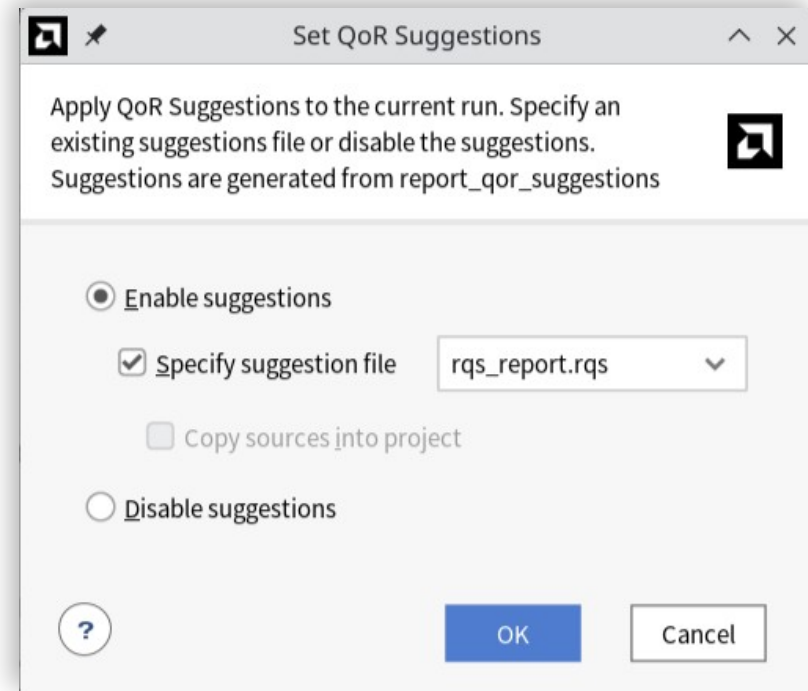 Set QoR Suggestions
Apply QoR Suggestions to the current run. Specify an
existing suggestions file or disable the suggestions.
Suggestions are generated from report_qor_suggestions
Enable suggestions
Specify suggestion file rqs_report.rqs
Copy sources into project
Disable suggestions
? OK Cancel